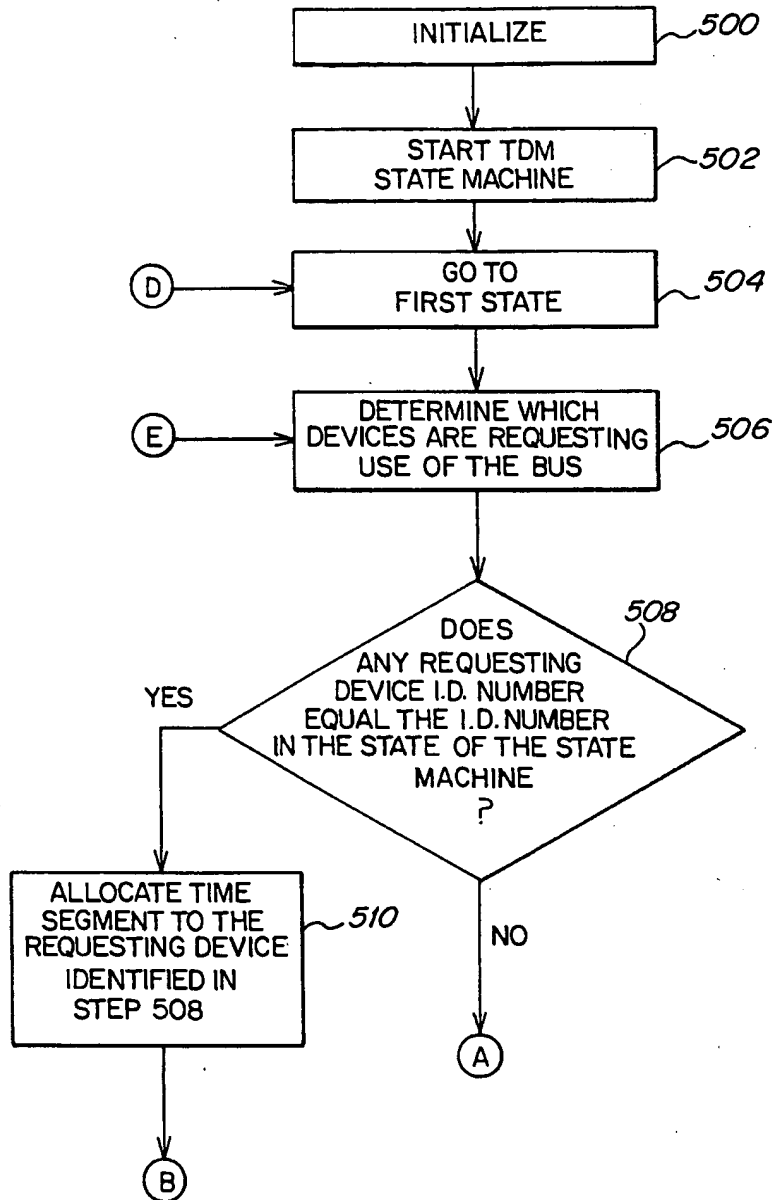 INITIALIZE
500
START TDM
STATE MACHINE
502
D
GO TO
FIRST STATE
504
E
DETERMINE WHICH
DEVICES ARE REQUESTING
USE OF THE BUS
506
508
DOES
ANY REQUESTING
DEVICE I.D. NUMBER
EQUAL THE I.D. NUMBER
IN THE STATE OF THE STATE
MACHINE
?
YES
ALLOCATE TIME
SEGMENT TO THE
REQUESTING DEVICE
IDENTIFIED IN
STEP 508
510
NO
A
B